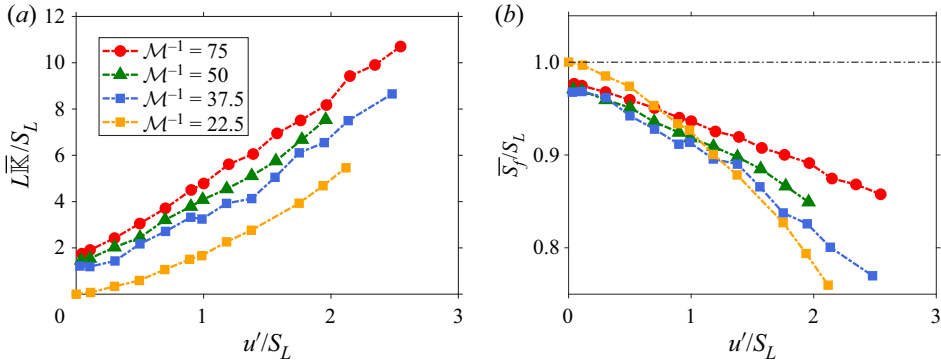 (a)
12
10
8
6
4
2
0
L𝕂̅/S_L
ℳ⁻¹ = 75
ℳ⁻¹ = 50
ℳ⁻¹ = 37.5
ℳ⁻¹ = 22.5
1
2
3
u′/S_L
(b)
1.0
0.9
0.8
S̅_f/S_L
0
1
2
3
u′/S_L